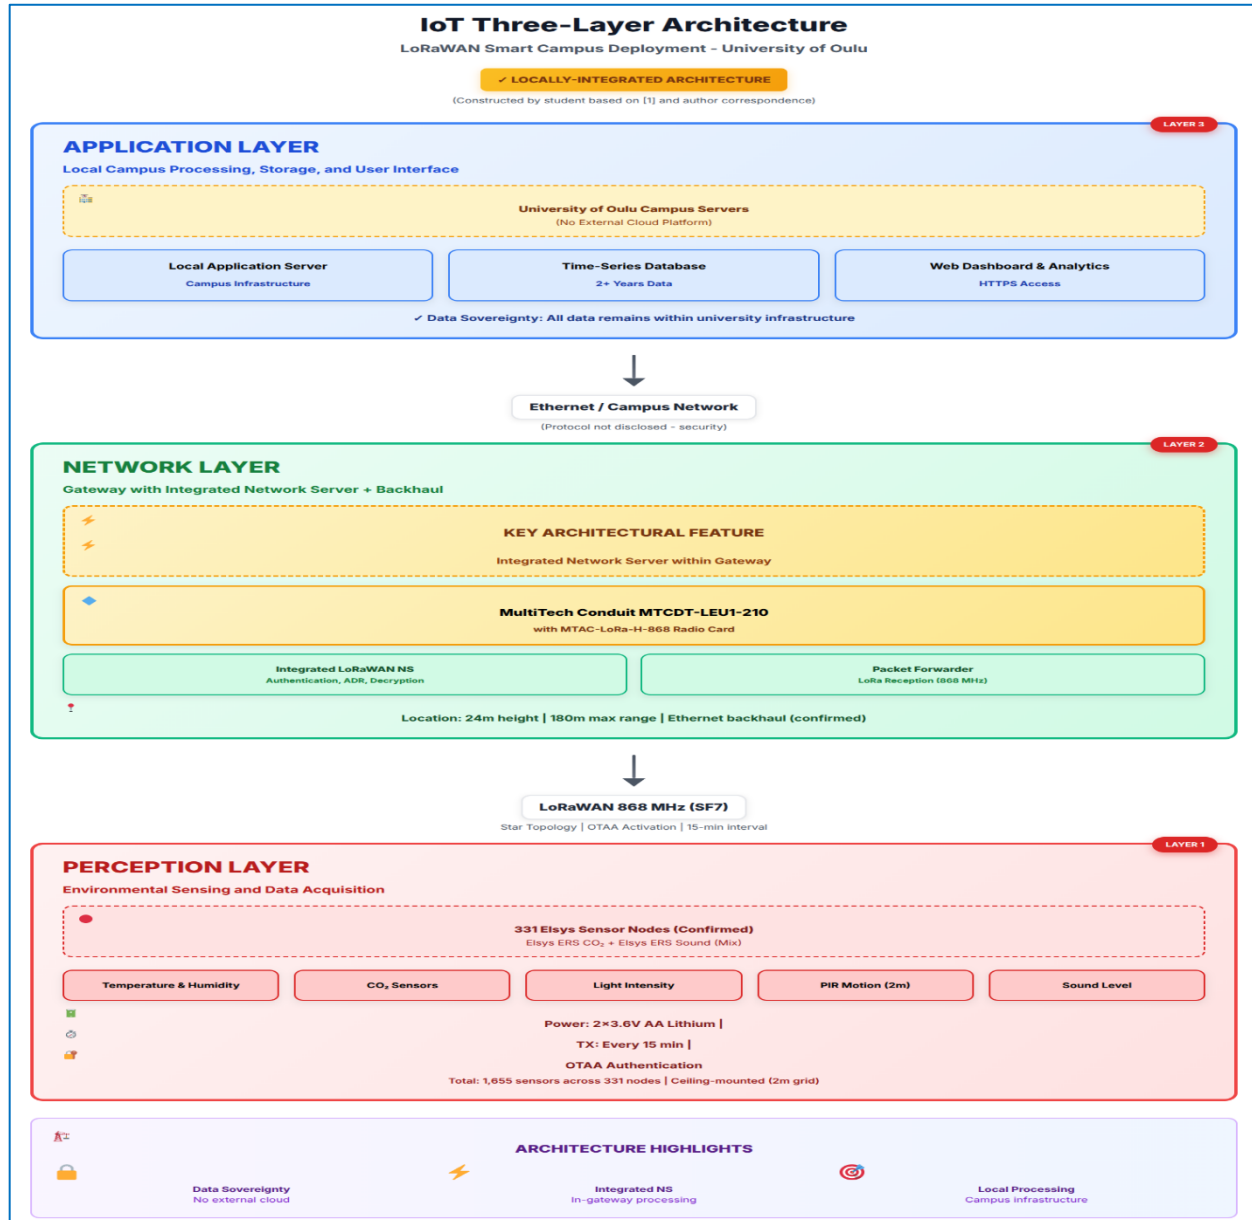 IoT Three-Layer Architecture
LoRaWAN Smart Campus Deployment - University of Oulu
✓ LOCALLY-INTEGRATED ARCHITECTURE
(Constructed by student based on [1] and author correspondence)
LAYER 3
APPLICATION LAYER
Local Campus Processing, Storage, and User Interface
University of Oulu Campus Servers
(No External Cloud Platform)
Local Application Server
Campus Infrastructure
Time-Series Database
2+ Years Data
Web Dashboard & Analytics
HTTPS Access
✓ Data Sovereignty: All data remains within university infrastructure
Ethernet / Campus Network
(Protocol not disclosed - security)
LAYER 2
NETWORK LAYER
Gateway with Integrated Network Server + Backhaul
KEY ARCHITECTURAL FEATURE
Integrated Network Server within Gateway
MultiTech Conduit MTCDT-LEU1-210
with MTAC-LoRa-H-868 Radio Card
Integrated LoRaWAN NS
Authentication, ADR, Decryption
Packet Forwarder
LoRa Reception (868 MHz)
Location: 24m height | 180m max range | Ethernet backhaul (confirmed)
LoRaWAN 868 MHz (SF7)
Star Topology | OTAA Activation | 15-min interval
LAYER 1
PERCEPTION LAYER
Environmental Sensing and Data Acquisition
331 Elsys Sensor Nodes (Confirmed)
Elsys ERS CO₂ + Elsys ERS Sound (Mix)
Temperature & Humidity
CO₂ Sensors
Light Intensity
PIR Motion (2m)
Sound Level
Power: 2×3.6V AA Lithium |
TX: Every 15 min |
OTAA Authentication
Total: 1,655 sensors across 331 nodes | Ceiling-mounted (2m grid)
ARCHITECTURE HIGHLIGHTS
Data Sovereignty
No external cloud
Integrated NS
In-gateway processing
Local Processing
Campus infrastructure